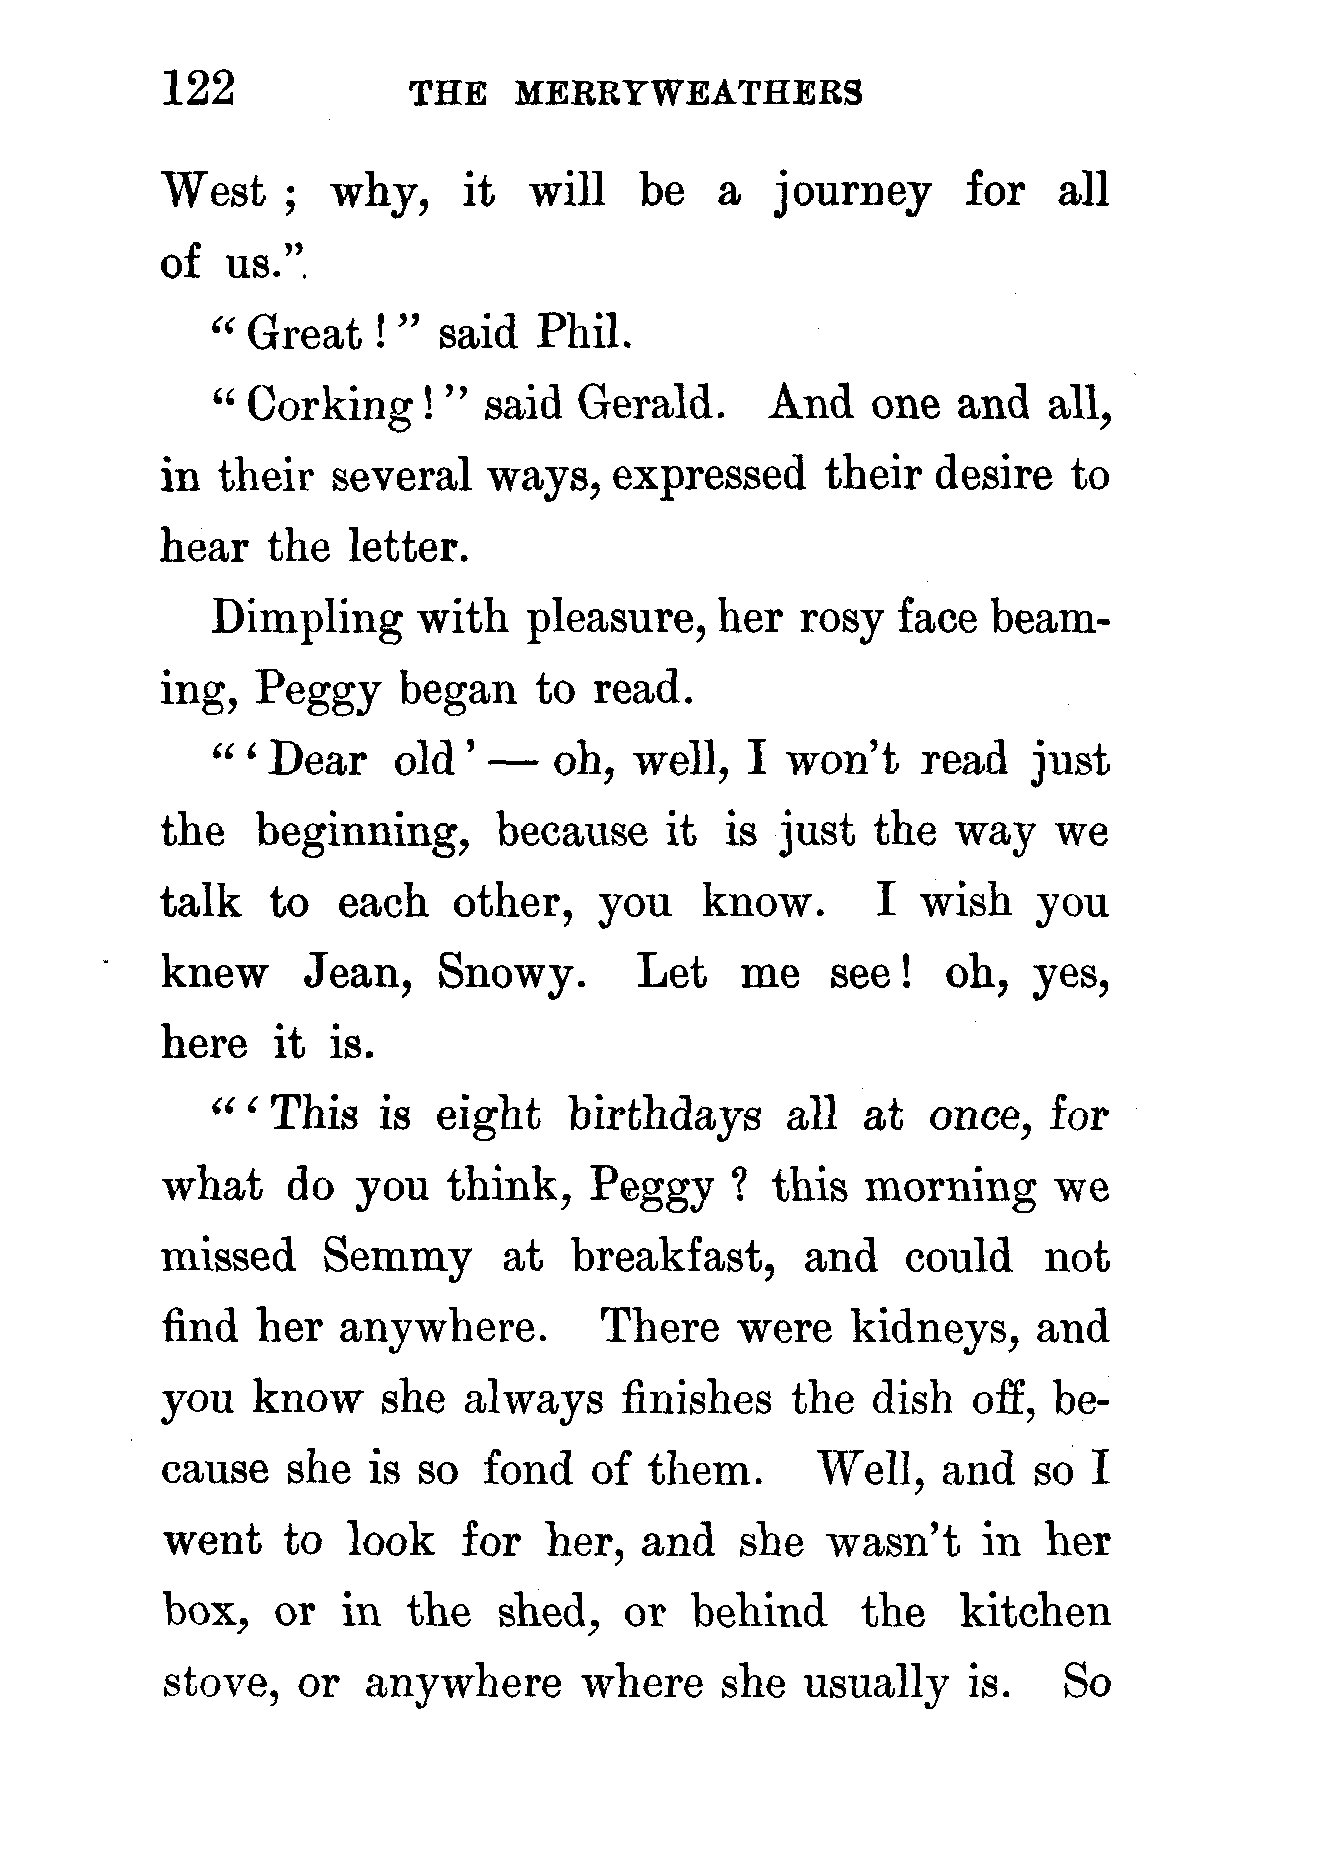 122 THE MERRYWEATHERS
West ; why, it will be a journey for all
of us.”.
“ Great ! ” said Phil.
“ Corking ! ” said Gerald. And one and all,
in their several ways, expressed their desire to
hear the letter.
Dimpling with pleasure, her rosy face beam-
ing, Peggy began to read.
“ ‘ Dear old ’ — oh, well, I won’t read just
the beginning, because it is just the way we
talk to each other, you know. I wish you
knew Jean, Snowy. Let me see ! oh, yes,
here it is.
“ ‘ This is eight birthdays all at once, for
what do you think, Peggy ? this morning we
missed Semmy at breakfast, and could not
find her anywhere. There were kidneys, and
you know she always finishes the dish off, be-
cause she is so fond of them. Well, and so I
went to look for her, and she wasn’t in her
box, or in the shed, or behind the kitchen
stove, or anywhere where she usually is. So